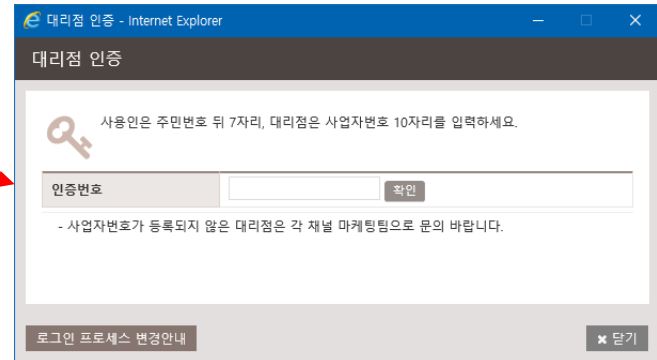 대리점 인증 - Internet Explorer
대리점 인증
사용인은 주민번호 뒤 7자리, 대리점은 사업자번호 10자리를 입력하세요.
인증번호 확인
- 사업자번호가 등록되지 않은 대리점은 각 채널 마케팅팀으로 문의 바랍니다.
로그인 프로세스 변경안내 닫기